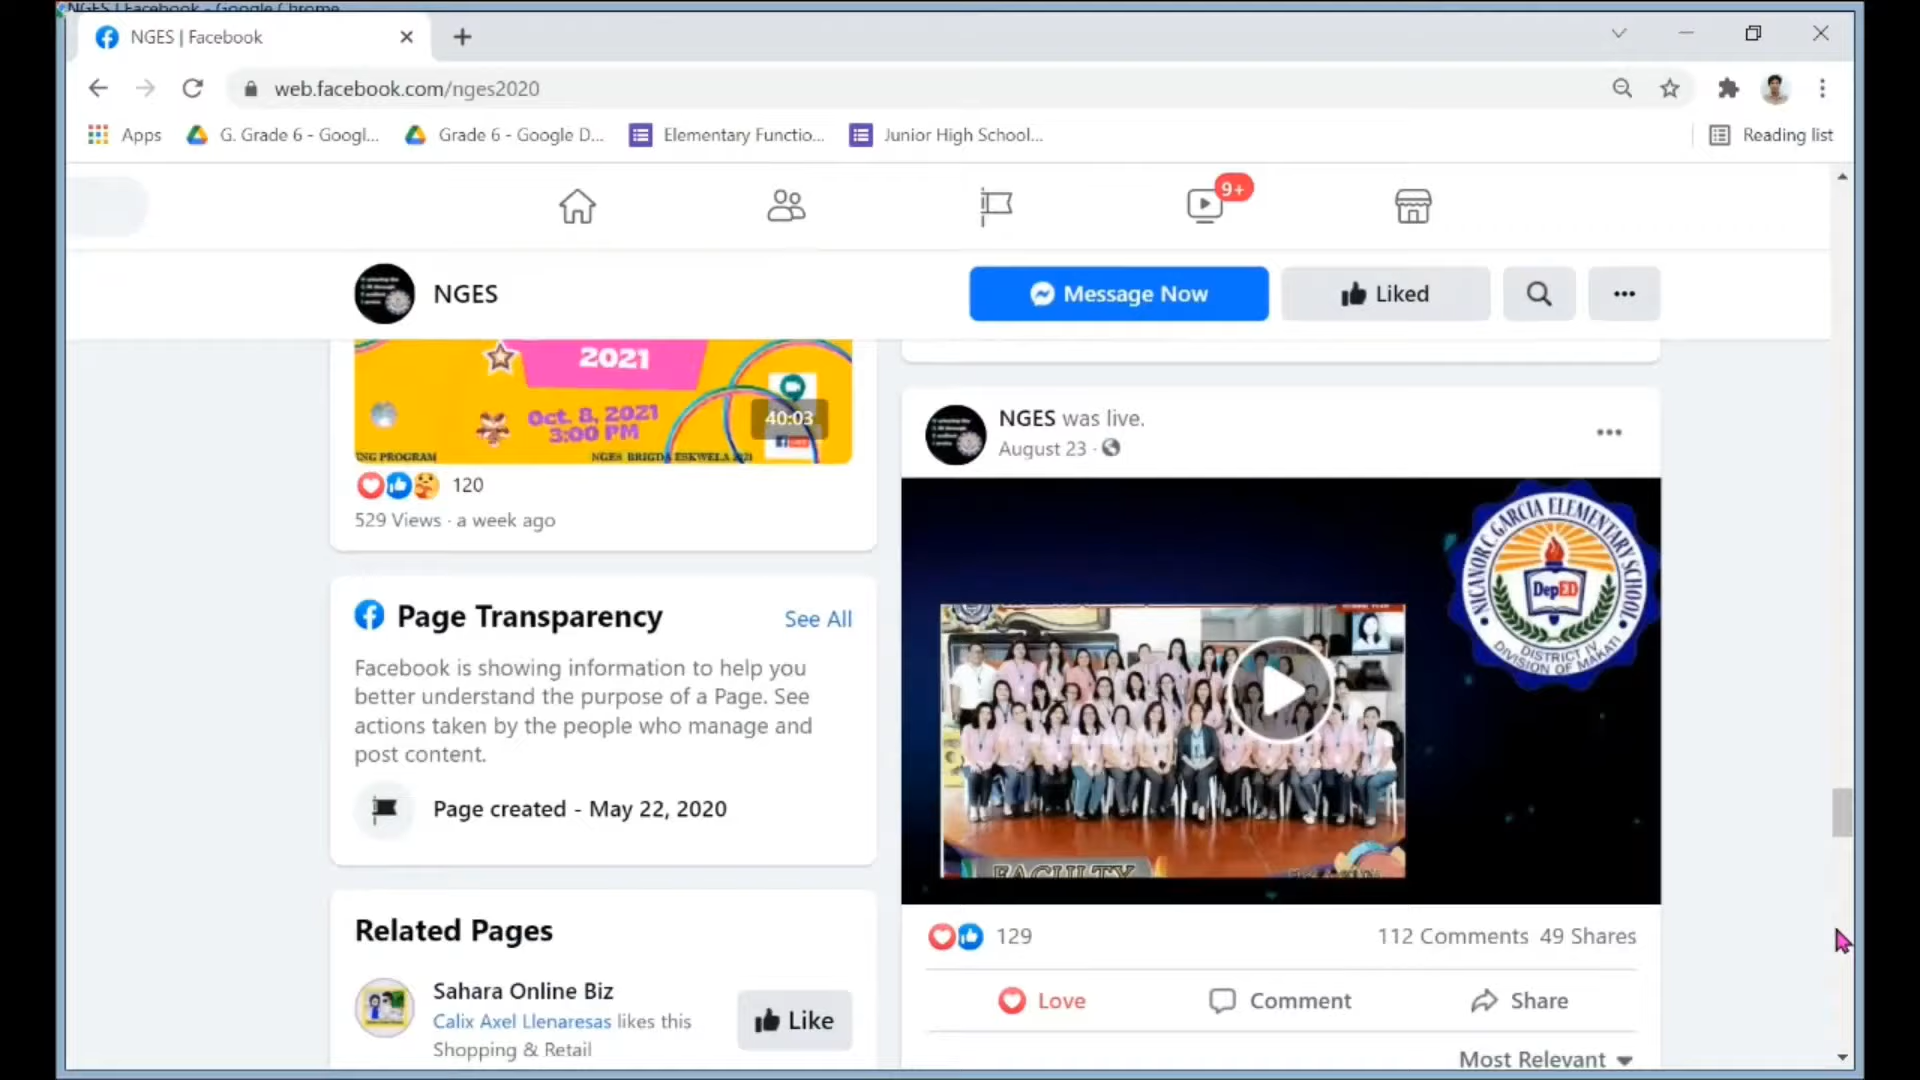 NGES | Facebook - Google Chrome
NGES | Facebook
web.facebook.com/nges2020
Apps
G. Grade 6 - Googl...
Grade 6 - Google D...
Elementary Functio...
Junior High School...
Reading list
9+
NGES
Message Now
Liked
2021
Oct. 8, 2021
3:00 PM
40:03
NG PROGRAM
NGES BRIGDA ESKWELA 2021
120
529 Views · a week ago
Page Transparency
See All
Facebook is showing information to help you
better understand the purpose of a Page. See
actions taken by the people who manage and
post content.
Page created - May 22, 2020
Related Pages
Sahara Online Biz
Calix Axel Llenaresas likes this
Shopping & Retail
Like
NGES was live.
August 23 ·
NICANOR C. GARCIA ELEMENTARY SCHOOL
DepED
DISTRICT IV
DIVISION OF MAKATI
FACULTY
129
112 Comments 49 Shares
Love
Comment
Share
Most Relevant